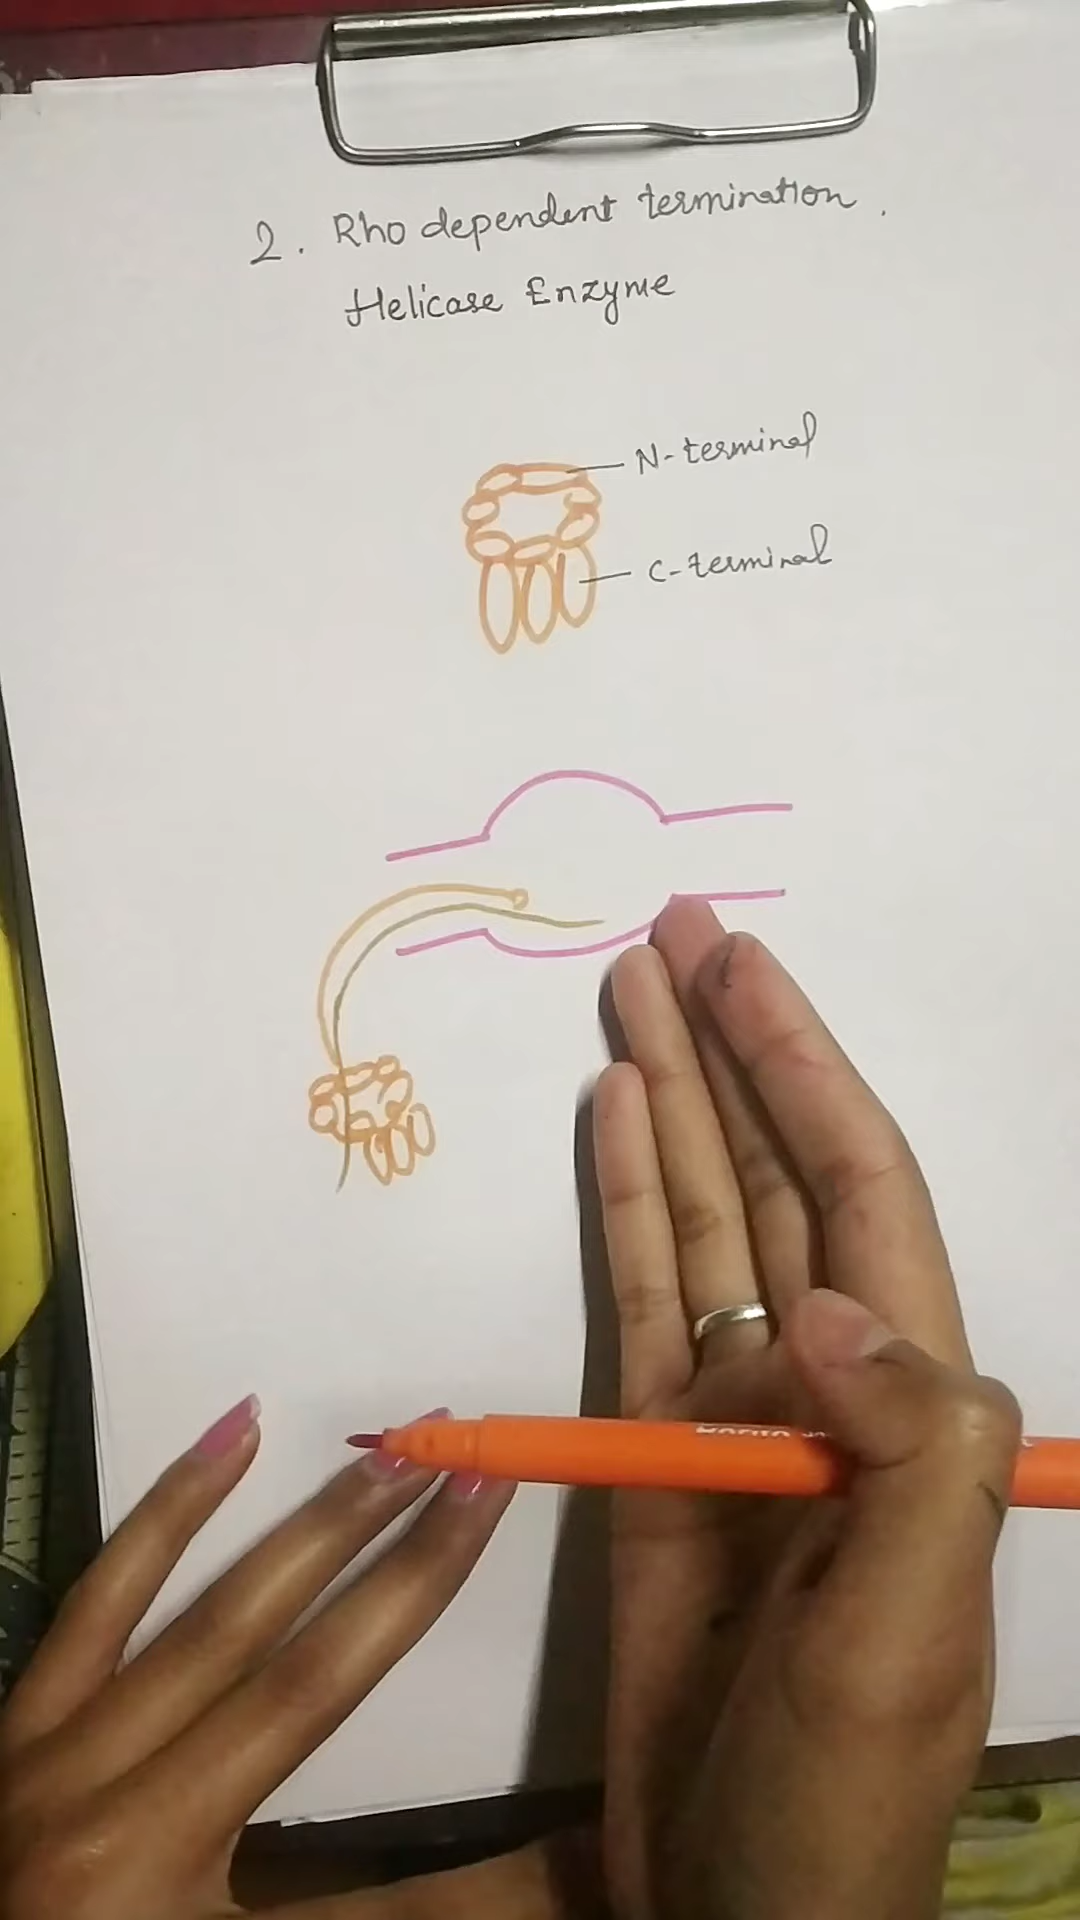 2. Rho dependent termination.
Helicase Enzyme
N-terminal
C-terminal